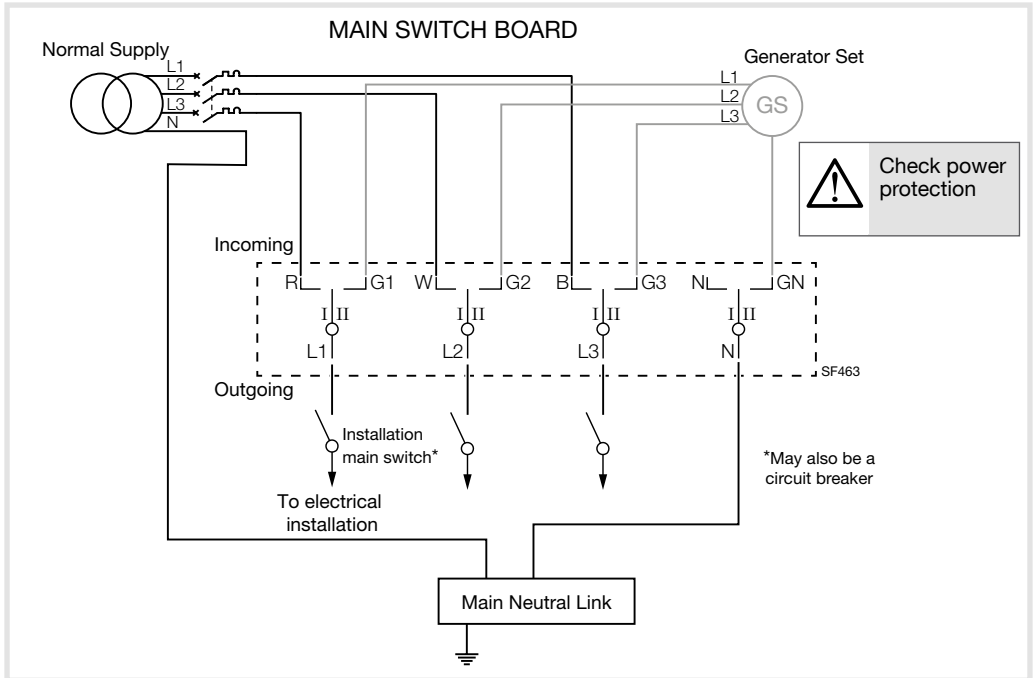 MAIN SWITCH BOARD
Normal Supply
L1
L2
L3
N
Generator Set
L1
L2
L3
GS
Check power
protection
Incoming
R G1 W G2 B G3 N GN
I II I II I II I II
L1 L2 L3 N
SF463
Outgoing
Installation
main switch*
*May also be a
circuit breaker
To electrical
installation
Main Neutral Link